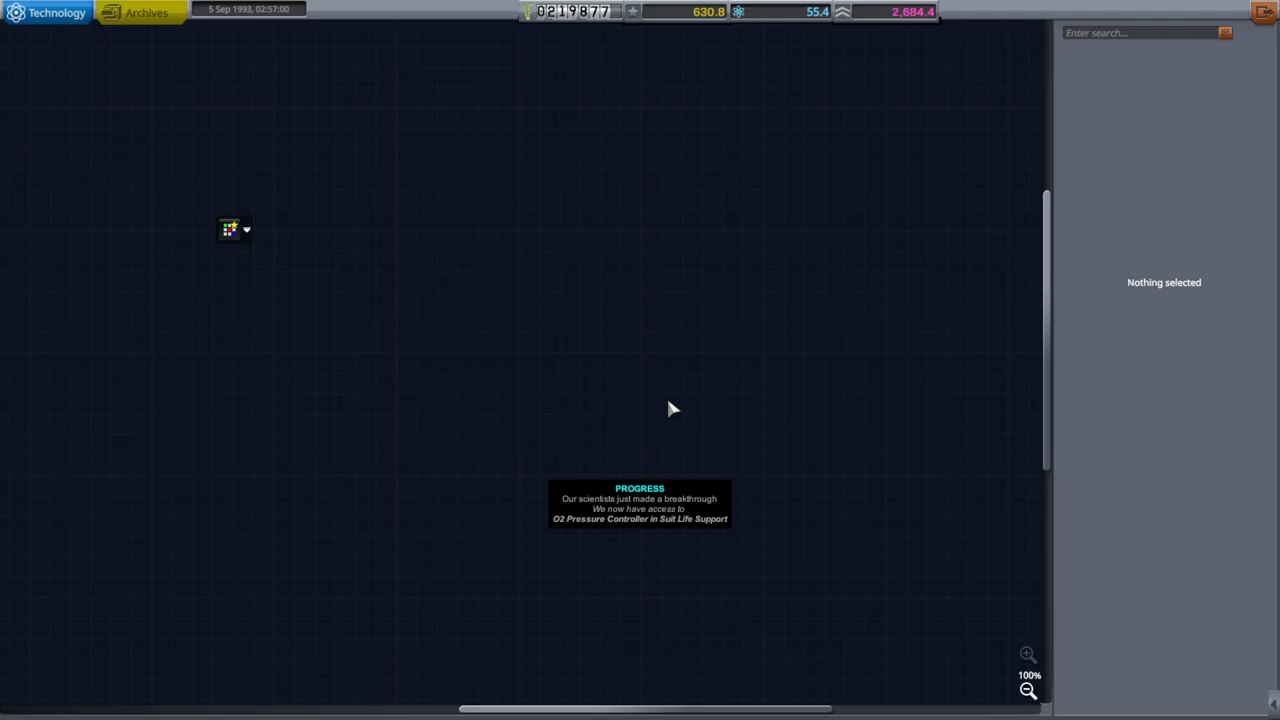 Technology
Archives
5 Sep 1993, 02:57:00
0219877
630.8
55.4
2,684.4
Enter search...
Nothing selected
PROGRESS
Our scientists just made a breakthrough
We now have access to
O2 Pressure Controller in Suit Life Support
100%